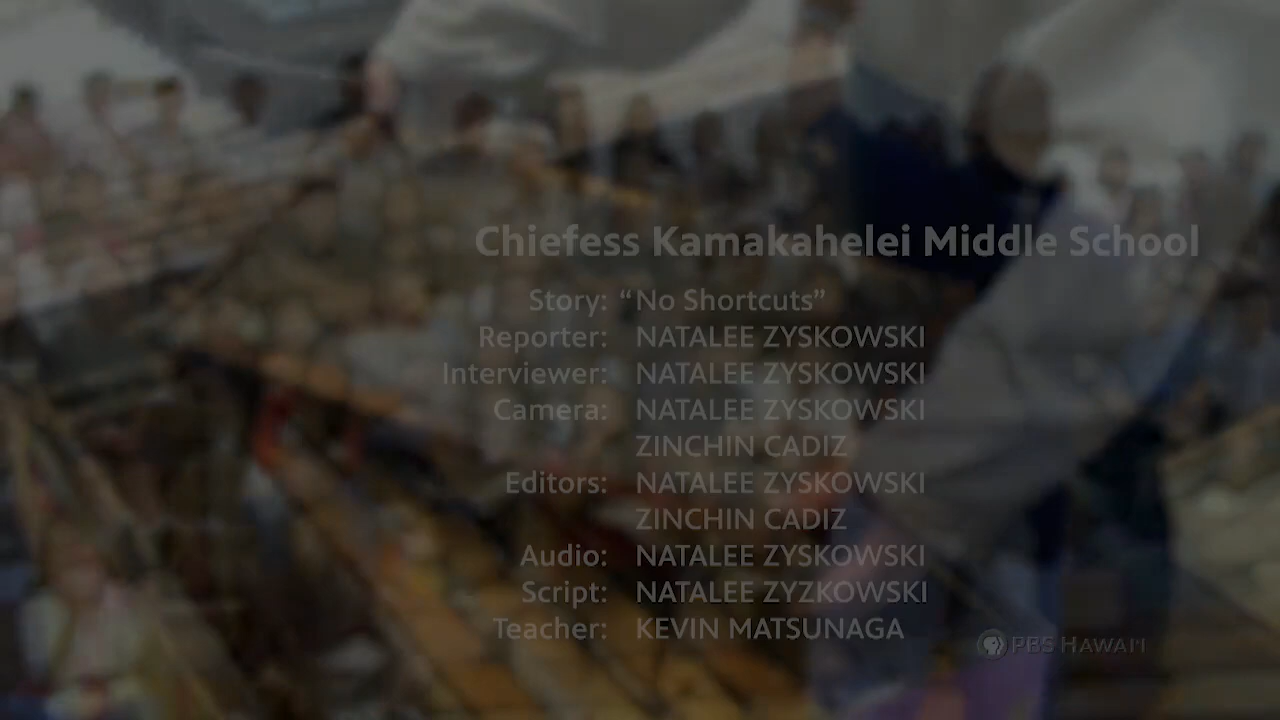 Chiefess Kamakahelei Middle School
Story: “No Shortcuts”
Reporter: NATALEE ZYSKOWSKI
Interviewer: NATALEE ZYSKOWSKI
Camera: NATALEE ZYSKOWSKI
ZINCHIN CADIZ
Editors: NATALEE ZYSKOWSKI
ZINCHIN CADIZ
Audio: NATALEE ZYSKOWSKI
Script: NATALEE ZYZKOWSKI
Teacher: KEVIN MATSUNAGA
PBS HAWAI‘I